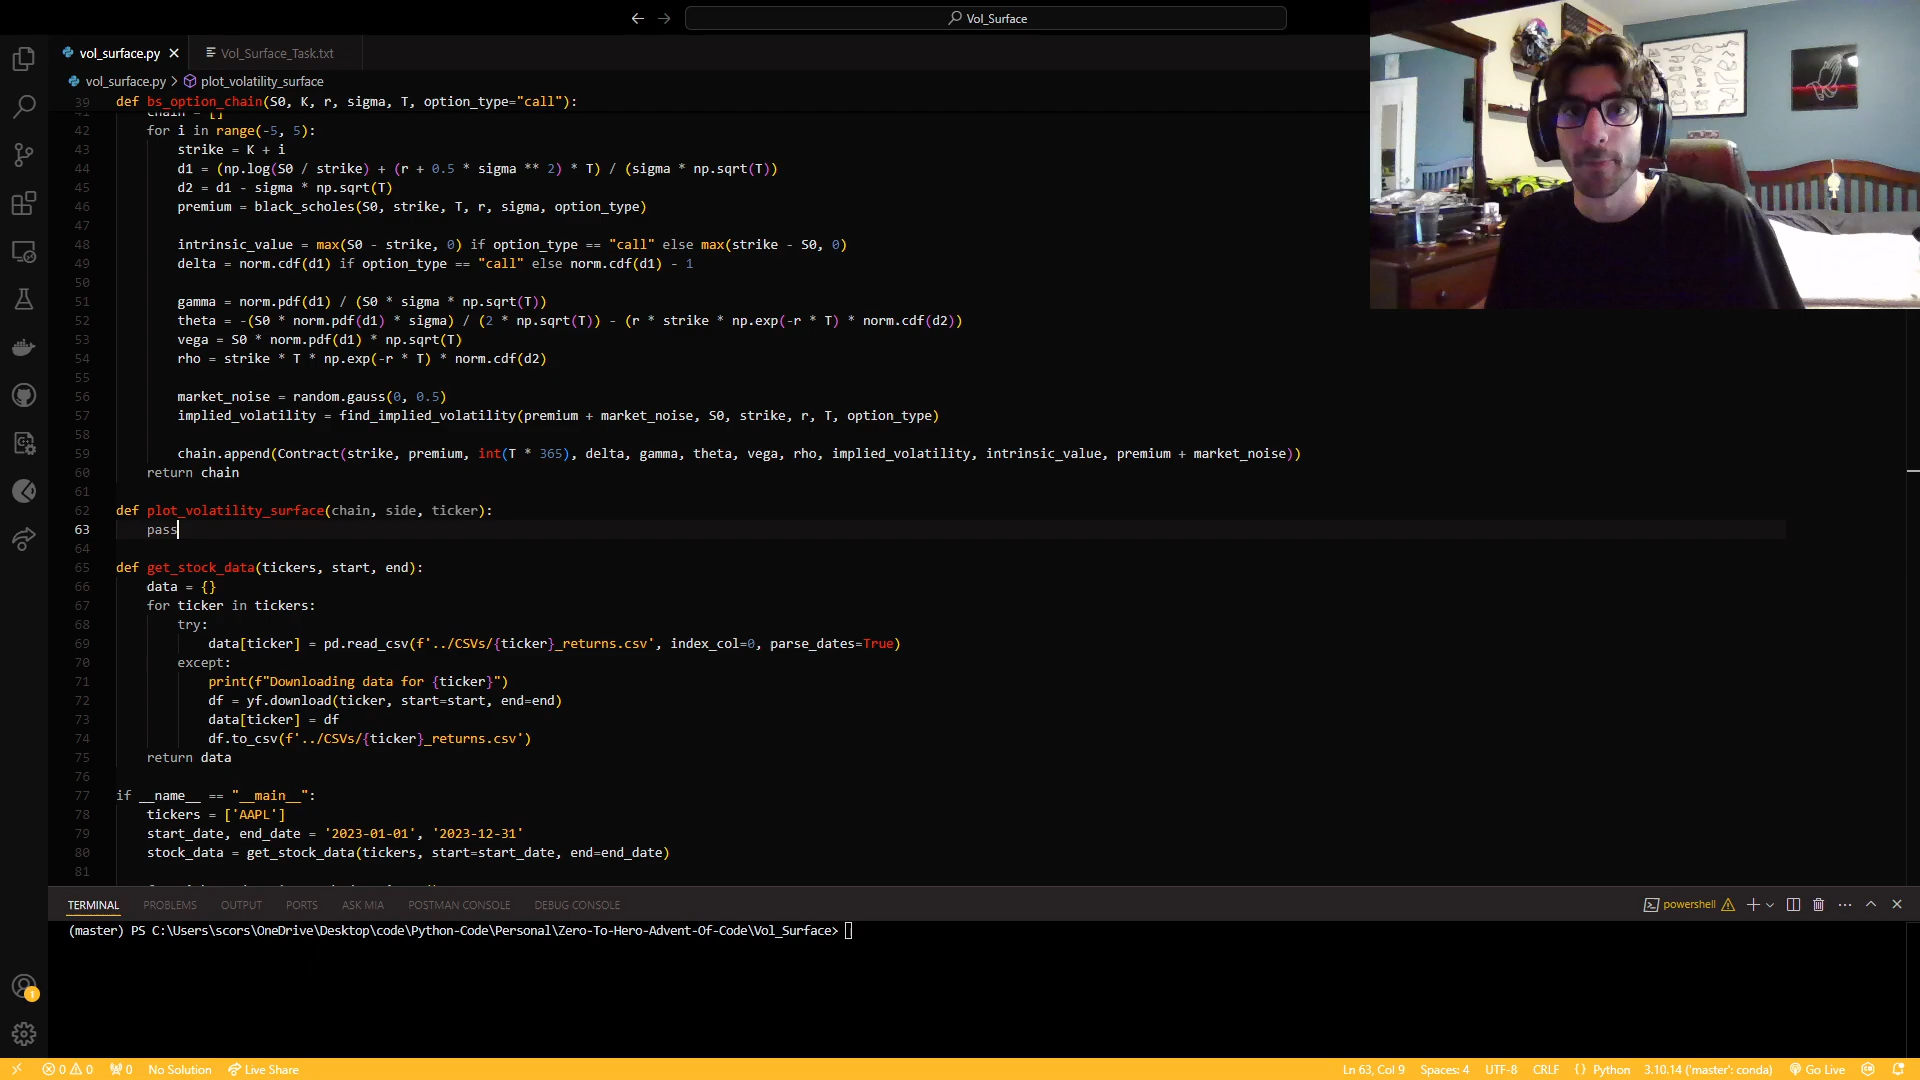 Vol_Surface
vol_surface.py
Vol_Surface_Task.txt
vol_surface.py > plot_volatility_surface
39 def bs_option_chain(S0, K, r, sigma, T, option_type="call"):
42 for i in range(-5, 5):
43 strike = K + i
44 d1 = (np.log(S0 / strike) + (r + 0.5 * sigma ** 2) * T) / (sigma * np.sqrt(T))
45 d2 = d1 - sigma * np.sqrt(T)
46 premium = black_scholes(S0, strike, T, r, sigma, option_type)
47
48 intrinsic_value = max(S0 - strike, 0) if option_type == "call" else max(strike - S0, 0)
49 delta = norm.cdf(d1) if option_type == "call" else norm.cdf(d1) - 1
50
51 gamma = norm.pdf(d1) / (S0 * sigma * np.sqrt(T))
52 theta = -(S0 * norm.pdf(d1) * sigma) / (2 * np.sqrt(T)) - (r * strike * np.exp(-r * T) * norm.cdf(d2))
53 vega = S0 * norm.pdf(d1) * np.sqrt(T)
54 rho = strike * T * np.exp(-r * T) * norm.cdf(d2)
55
56 market_noise = random.gauss(0, 0.5)
57 implied_volatility = find_implied_volatility(premium + market_noise, S0, strike, r, T, option_type)
58
59 chain.append(Contract(strike, premium, int(T * 365), delta, gamma, theta, vega, rho, implied_volatility, intrinsic_value, premium + market_noise))
60 return chain
61
62 def plot_volatility_surface(chain, side, ticker):
63 pass
64
65 def get_stock_data(tickers, start, end):
66 data = {}
67 for ticker in tickers:
68 try:
69 data[ticker] = pd.read_csv(f'../CSVs/{ticker}_returns.csv', index_col=0, parse_dates=True)
70 except:
71 print(f"Downloading data for {ticker}")
72 df = yf.download(ticker, start=start, end=end)
73 data[ticker] = df
74 df.to_csv(f'../CSVs/{ticker}_returns.csv')
75 return data
76
77 if __name__ == "__main__":
78 tickers = ['AAPL']
79 start_date, end_date = '2023-01-01', '2023-12-31'
80 stock_data = get_stock_data(tickers, start=start_date, end=end_date)
81
TERMINAL PROBLEMS OUTPUT PORTS ASK MIA POSTMAN CONSOLE DEBUG CONSOLE powershell
(master) PS C:\Users\scors\OneDrive\Desktop\code\Python-Code\Personal\Zero-To-Hero-Advent-Of-Code\Vol_Surface>
1
0 0 0 No Solution Live Share Ln 63, Col 9 Spaces: 4 UTF-8 CRLF {} Python 3.10.14 ('master': conda) Go Live